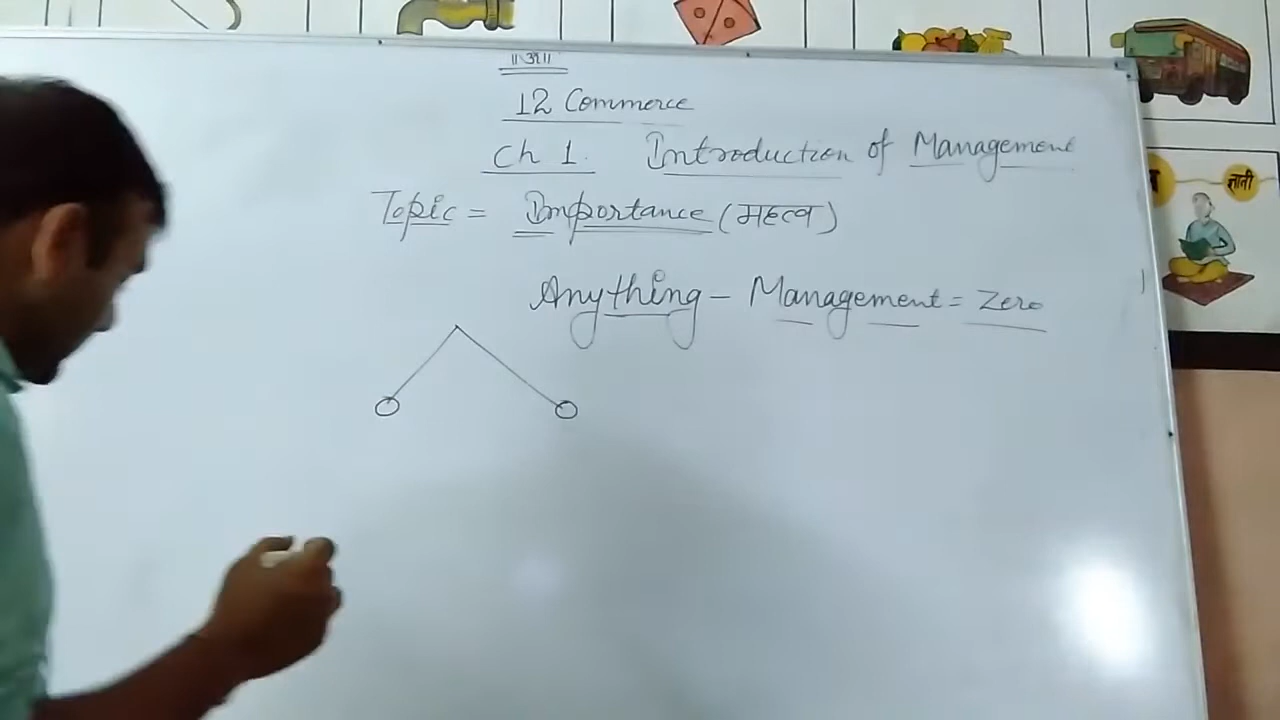 ॥ॐ॥
12 Commerce
Ch 1. Introduction of Management
Topic = Importance (महत्व)
Anything - Management = Zero
ज्ञानी